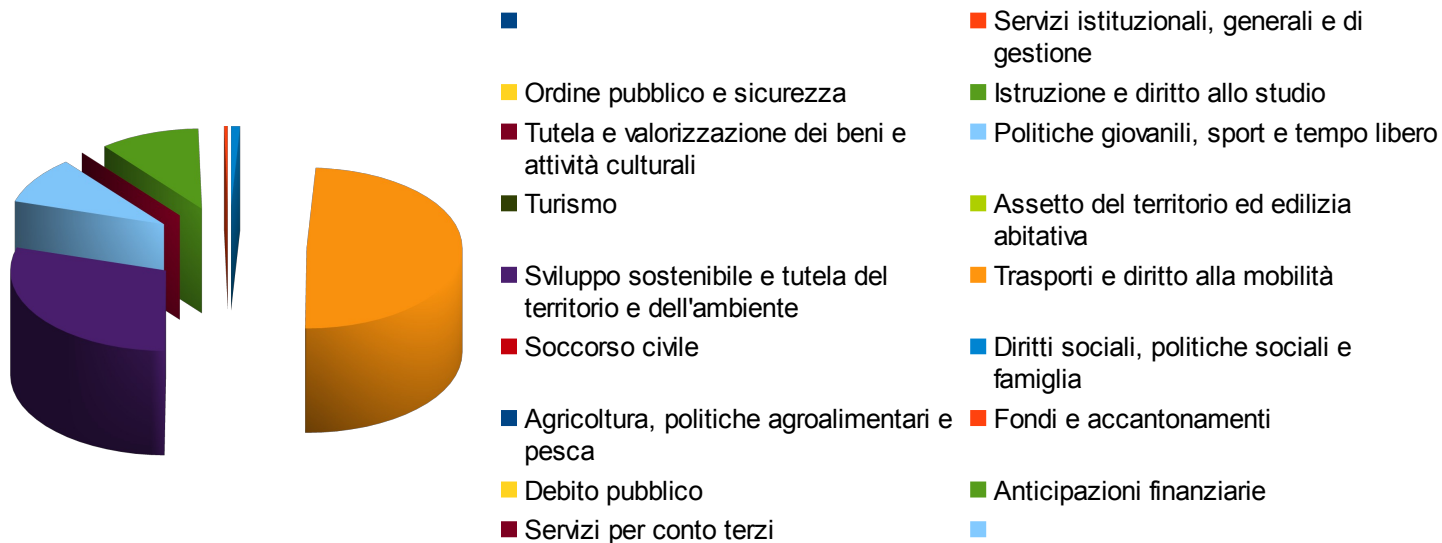 Servizi istituzionali, generali e di
gestione
Ordine pubblico e sicurezza
Istruzione e diritto allo studio
Tutela e valorizzazione dei beni e
attività culturali
Politiche giovanili, sport e tempo libero
Turismo
Assetto del territorio ed edilizia
abitativa
Sviluppo sostenibile e tutela del
territorio e dell'ambiente
Trasporti e diritto alla mobilità
Soccorso civile
Diritti sociali, politiche sociali e
famiglia
Agricoltura, politiche agroalimentari e
pesca
Fondi e accantonamenti
Debito pubblico
Anticipazioni finanziarie
Servizi per conto terzi